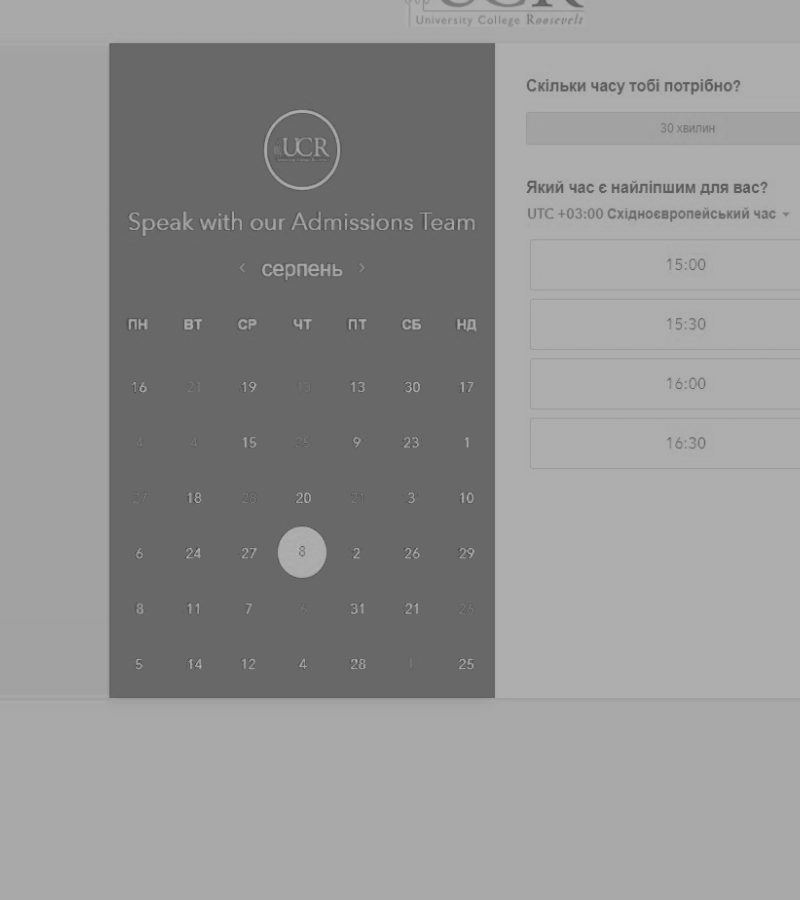 University College Roosevelt
UCR
Speak with our Admissions Team
‹ серпень ›
ПН ВТ СР ЧТ ПТ СБ НД
16 21 19 13 13 30 17
4 4 15 9 23 1
27 18 20 21 3 10
6 24 27 8 2 26 29
8 11 7 6 31 21
5 14 12 4 28 25
Скільки часу тобі потрібно?
30 хвилин
Який час є найліпшим для вас?
UTC +03:00 Східноєвропейський час
15:00
15:30
16:00
16:30